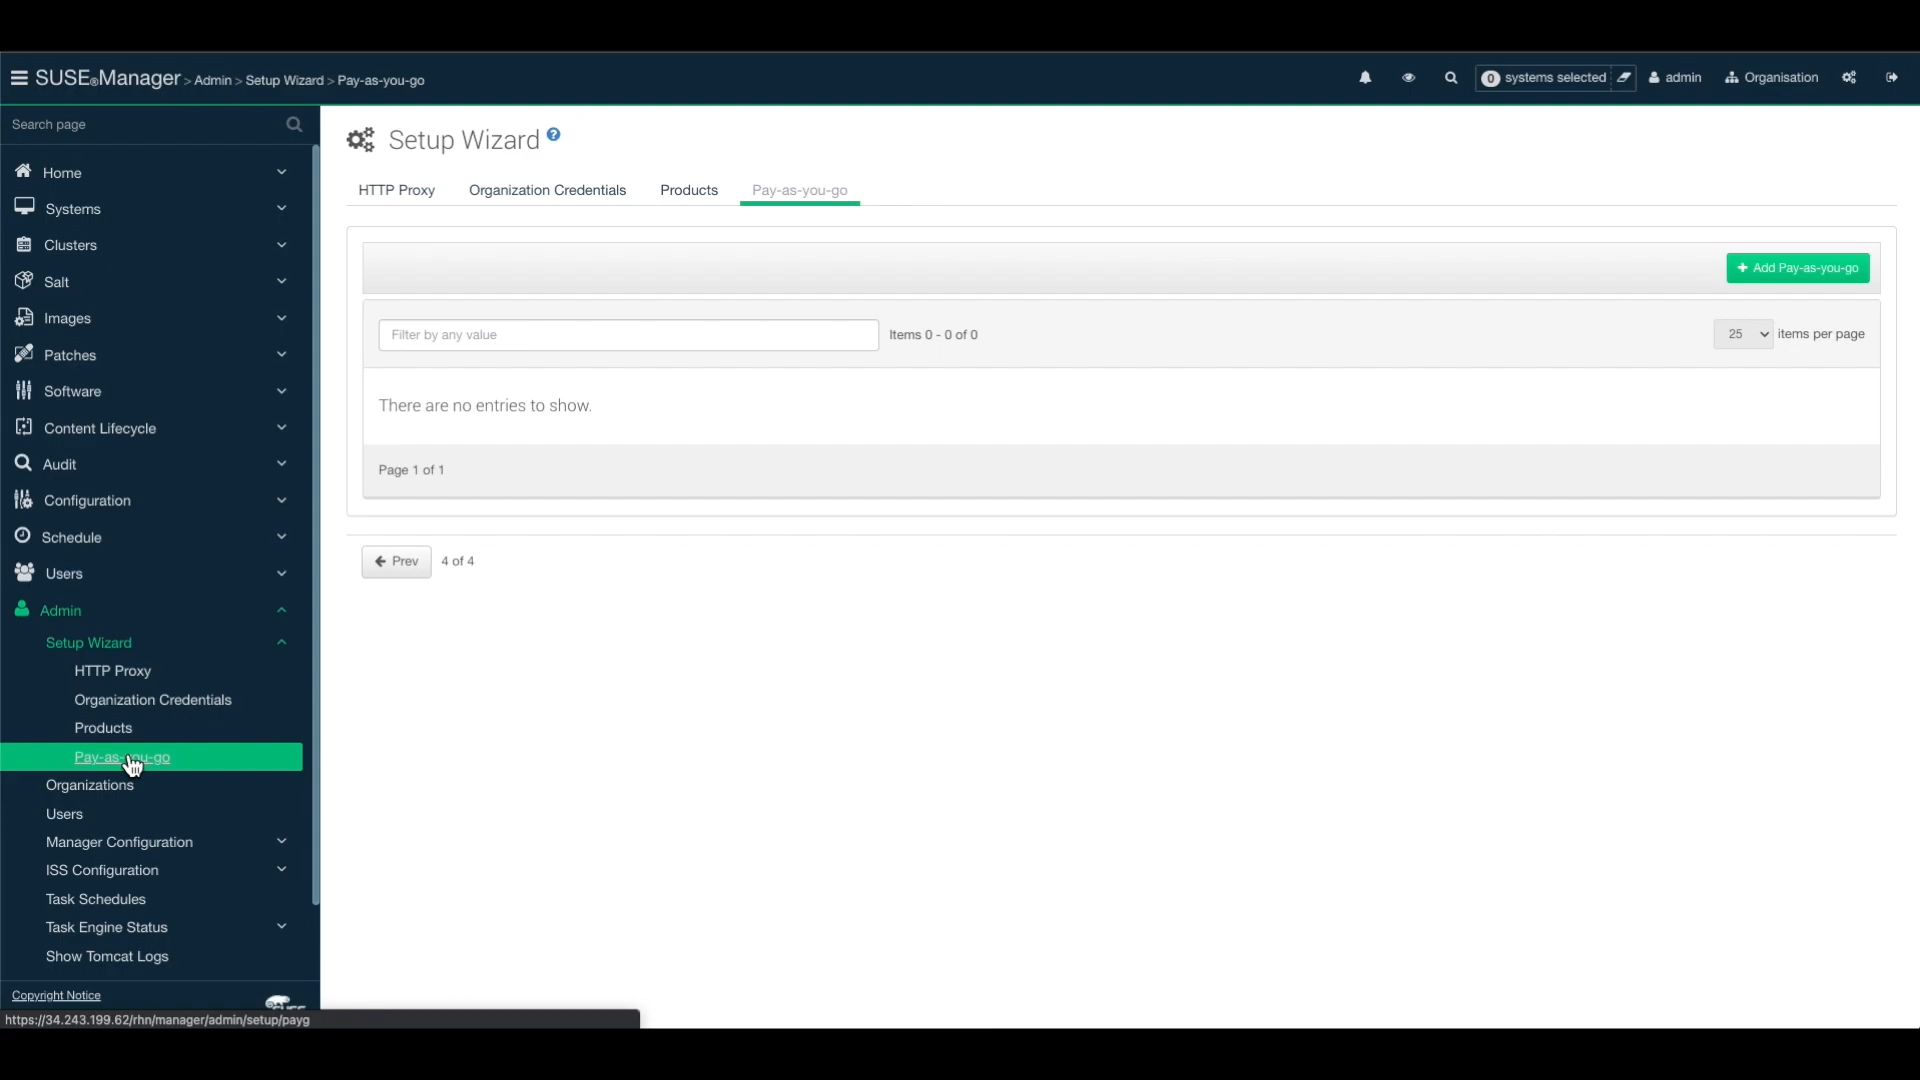 SUSE®Manager > Admin > Setup Wizard > Pay-as-you-go
0 systems selected admin Organisation
Search page
Home
Systems
Clusters
Salt
Images
Patches
Software
Content Lifecycle
Audit
Configuration
Schedule
Users
Admin
Setup Wizard
HTTP Proxy
Organization Credentials
Products
Pay-as-you-go
Organizations
Users
Manager Configuration
ISS Configuration
Task Schedules
Task Engine Status
Show Tomcat Logs
Copyright Notice
https://34.243.199.62/rhn/manager/admin/setup/payg
Setup Wizard ?
HTTP Proxy Organization Credentials Products Pay-as-you-go
+ Add Pay-as-you-go
Filter by any value Items 0 - 0 of 0 25 items per page
There are no entries to show.
Page 1 of 1
Prev 4 of 4